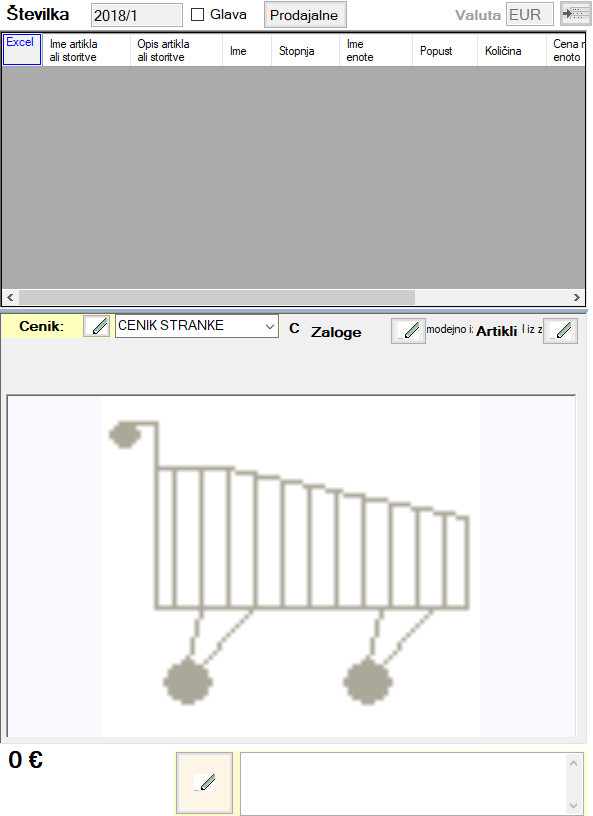 Številka 2018/1 Glava Prodajalne Valuta EUR
Excel
Ime artikla
ali storitve
Opis artikla
ali storitve
Ime
Stopnja
Ime
enote
Popust
Količina
Cena
enoto
Cenik: CENIK STRANKE C Zaloge modejno Artikli iz z
0 €